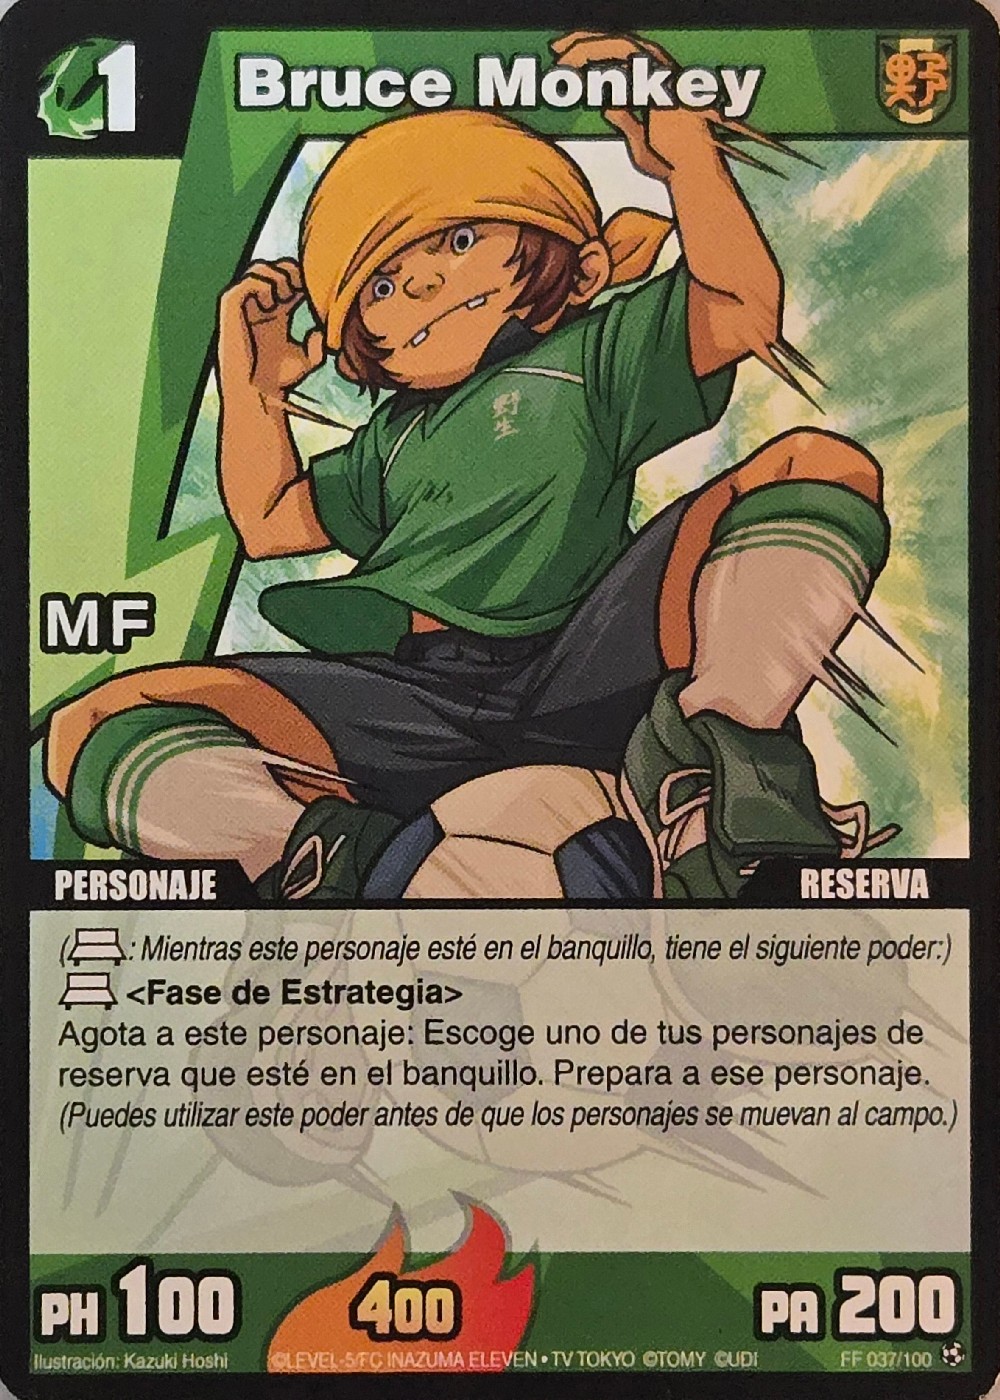 1
Bruce Monkey
野
野生
MF
PERSONAJE
RESERVA
(: Mientras este personaje esté en el banquillo, tiene el siguiente poder:)
<Fase de Estrategia>
Agota a este personaje: Escoge uno de tus personajes de
reserva que esté en el banquillo. Prepara a ese personaje.
(Puedes utilizar este poder antes de que los personajes se muevan al campo.)
PH 100
400
PA 200
Ilustración: Kazuki Hoshi
©LEVEL-5/FC INAZUMA ELEVEN • TV TOKYO ©TOMY ©UDI
FF 037/100